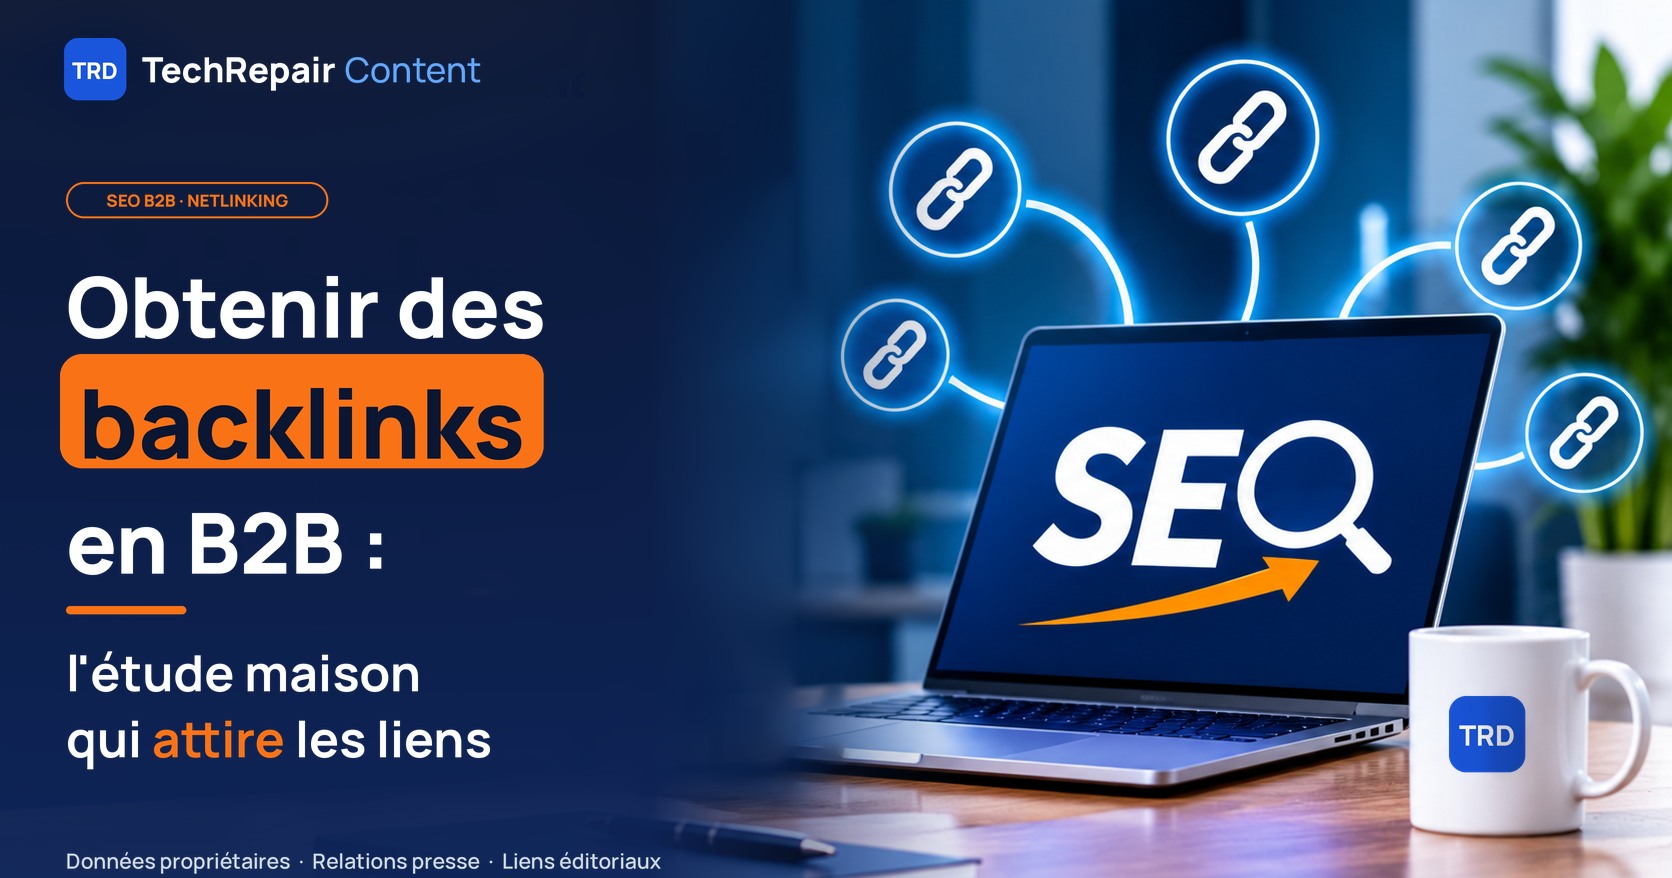 TRD TechRepair Content
SEO B2B · NETLINKING
Obtenir des
backlinks
en B2B :
l'étude maison
qui attire les liens
Données propriétaires · Relations presse · Liens éditoriaux
SEO
TRD